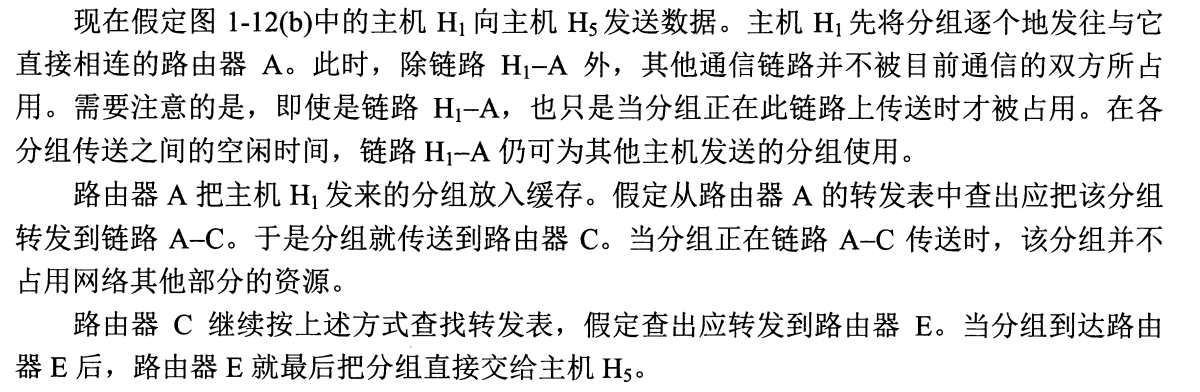 现在假定图 1-12(b)中的主机 H₁ 向主机 H₅ 发送数据。主机 H₁ 先将分组逐个地发往与它
直接相连的路由器 A。此时，除链路 H₁–A 外，其他通信链路并不被目前通信的双方所占
用。需要注意的是，即使是链路 H₁–A，也只是当分组正在此链路上传送时才被占用。在各
分组传送之间的空闲时间，链路 H₁–A 仍可为其他主机发送的分组使用。
路由器 A 把主机 H₁ 发来的分组放入缓存。假定从路由器 A 的转发表中查出应把该分组
转发到链路 A–C。于是分组就传送到路由器 C。当分组正在链路 A–C 传送时，该分组并不
占用网络其他部分的资源。
路由器 C 继续按上述方式查找转发表，假定查出应转发到路由器 E。当分组到达路由
器 E 后，路由器 E 就最后把分组直接交给主机 H₅。